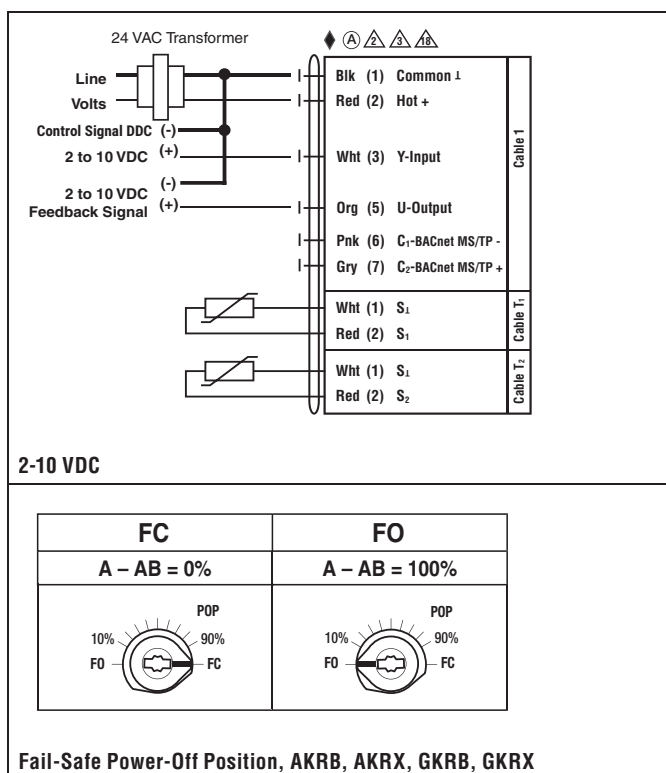 24 VAC Transformer
A 2 3 18
Line
Volts
Control Signal DDC (-)
2 to 10 VDC (+)
2 to 10 VDC (-)
Feedback Signal (+)
Blk (1) Common ⊥
Red (2) Hot +
Wht (3) Y-Input
Org (5) U-Output
Pnk (6) C₁-BACnet MS/TP -
Gry (7) C₂-BACnet MS/TP +
Cable 1
Wht (1) S⊥
Red (2) S₁
Cable T₁
Wht (1) S⊥
Red (2) S₂
Cable T₂
2-10 VDC
FC FO
A – AB = 0% A – AB = 100%
POP
10% 90%
FO FC
POP
10% 90%
FO FC
Fail-Safe Power-Off Position, AKRB, AKRX, GKRB, GKRX